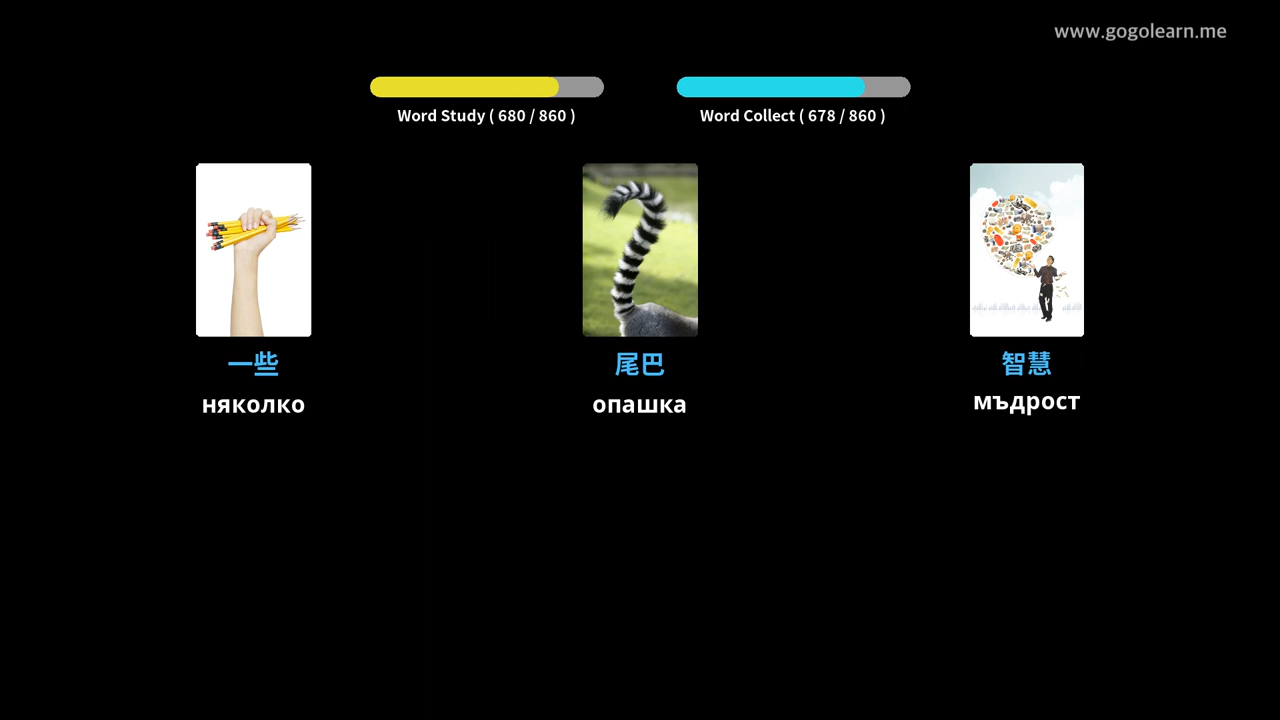 www.gogolearn.me
Word Study ( 680 / 860 )
Word Collect ( 678 / 860 )
一些
尾巴
智慧
няколко
опашка
мъдрост